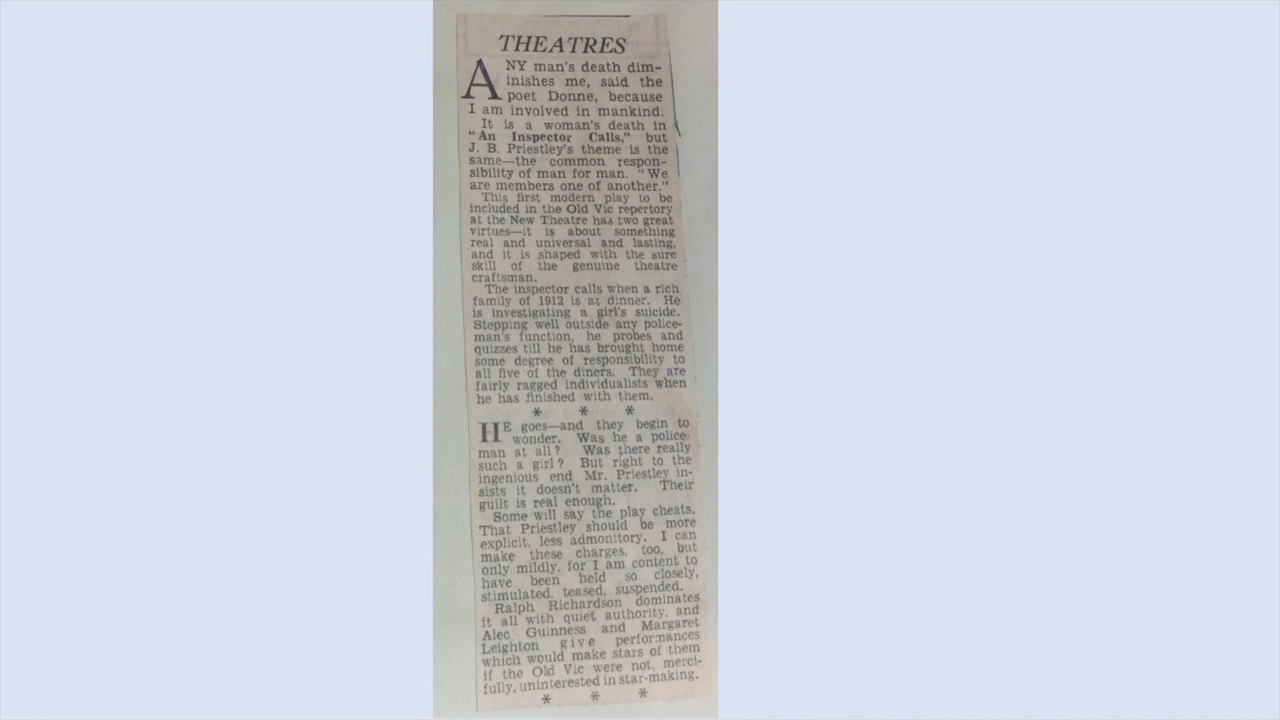 THEATRES
ANY man's death dim-
inishes me, said the
poet Donne, because
I am involved in mankind.
It is a woman's death in
"An Inspector Calls," but
J. B. Priestley's theme is the
same—the common respon-
sibility of man for man. "We
are members one of another."
This first modern play to be
included in the Old Vic repertory
at the New Theatre has two great
virtues—it is about something
real and universal and lasting,
and it is shaped with the sure
skill of the genuine theatre
craftsman.
The inspector calls when a rich
family of 1912 is at dinner. He
is investigating a girl's suicide.
Stepping well outside any police-
man's function, he probes and
quizzes till he has brought home
some degree of responsibility to
all five of the diners. They are
fairly ragged individualists when
he has finished with them.
* * *
HE goes—and they begin to
wonder. Was he a police-
man at all? Was there really
such a girl? But right to the
ingenious end Mr. Priestley in-
sists it doesn't matter. Their
guilt is real enough.
Some will say the play cheats.
That Priestley should be more
explicit, less admonitory. I can
make these charges, too, but
only mildly, for I am content to
have been held so closely,
stimulated, teased, suspended.
Ralph Richardson dominates
it all with quiet authority, and
Alec Guinness and Margaret
Leighton give performances
which would make stars of them
if the Old Vic were not, merci-
fully, uninterested in star-making.
* * *